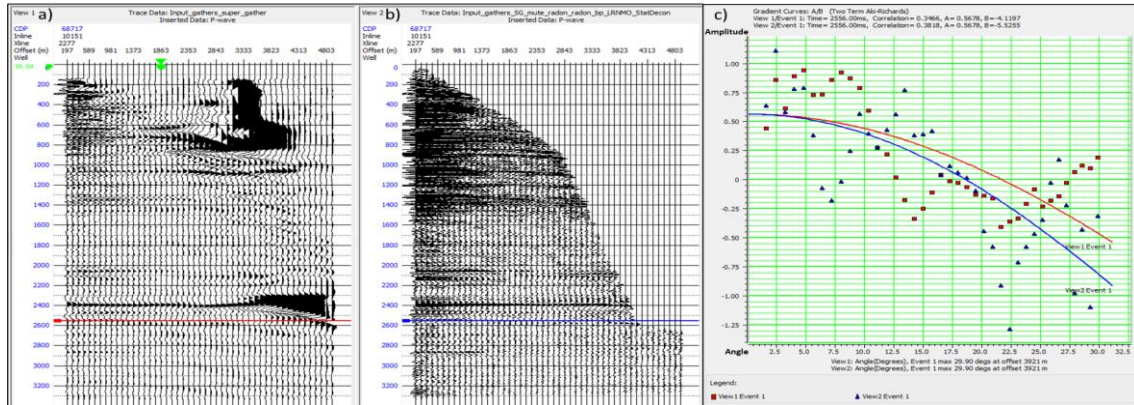 a)
View 1
Trace Data: Input_gathers_super_gather
Inserted Data: P-wave
CDP 68717
Inline 10151
Xline 2277
Offset (m) 197 589 981 1373 1863 2353 2843 3333 3823 4313 4803
Well
0
200
400
600
800
1000
1200
1400
1600
1800
2000
2200
2400
2600
2800
3000
3200
b)
View 2
Trace Data: Input_gathers_SG_mute_radon_radon_bp_LRNMO_StatDecon
Inserted Data: P-wave
CDP 68717
Inline 10151
Xline 2277
Offset (m) 197 589 981 1373 1863 2353 2843 3333 3823 4313 4803
Well
0
200
400
600
800
1000
1200
1400
1600
1800
2000
2200
2400
2600
2800
3000
3200
c)
Gradient Curves: A/B (Two Term Aki-Richards)
View 1/Event 1: Time= 2556.00ms, Correlation= 0.3466, A= 0.5678, B=-4.1197
View 2/Event 1: Time= 2556.00ms, Correlation= 0.3818, A= 0.5678, B=-5.5255
Amplitude
1.00
0.75
0.50
0.25
0
-0.25
-0.50
-0.75
-1.00
-1.25
View1 Event 1
View2 Event 1
Angle 2.5 5.0 7.5 10.0 12.5 15.0 17.5 20.0 22.5 25.0 27.5 30.0 32.5
View1: Angle(Degrees), Event 1 max 29.90 degs at offset 3921 m
View2: Angle(Degrees), Event 1 max 29.90 degs at offset 3921 m
Legend:
View1 Event 1 View2 Event 1